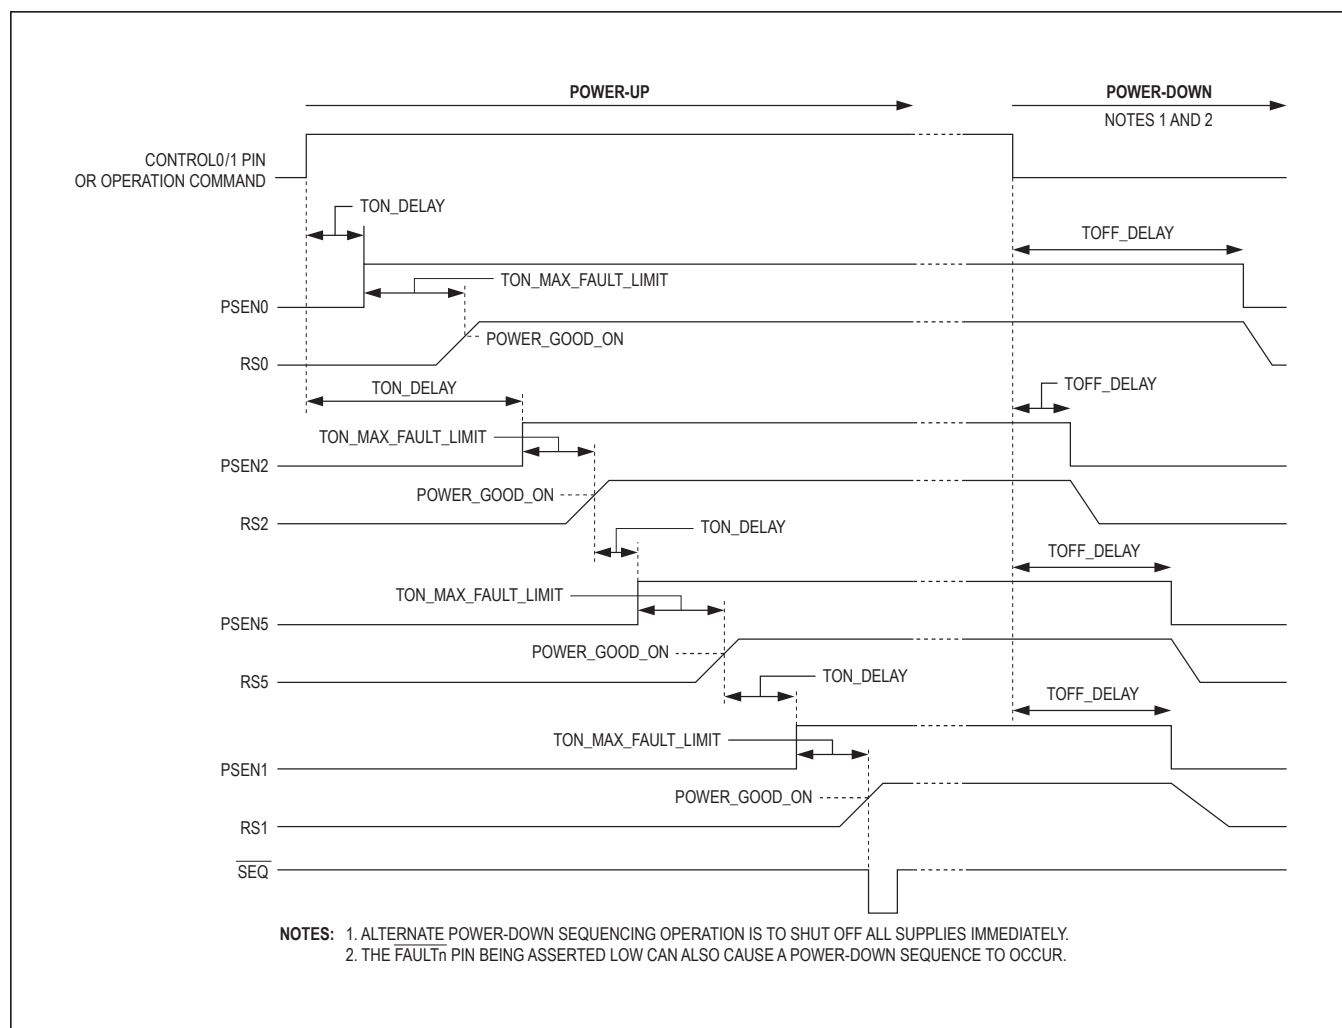 POWER-UP
POWER-DOWN
NOTES 1 AND 2
CONTROL0/1 PIN
OR OPERATION COMMAND
TON_DELAY
TOFF_DELAY
TON_MAX_FAULT_LIMIT
PSEN0
POWER_GOOD_ON
RS0
TON_DELAY
TOFF_DELAY
TON_MAX_FAULT_LIMIT
PSEN2
POWER_GOOD_ON
RS2
TON_DELAY
TOFF_DELAY
TON_MAX_FAULT_LIMIT
PSEN5
POWER_GOOD_ON
RS5
TON_DELAY
TOFF_DELAY
TON_MAX_FAULT_LIMIT
PSEN1
POWER_GOOD_ON
RS1
SEQ
NOTES: 1. ALTERNATE POWER-DOWN SEQUENCING OPERATION IS TO SHUT OFF ALL SUPPLIES IMMEDIATELY.
2. THE FAULTn PIN BEING ASSERTED LOW CAN ALSO CAUSE A POWER-DOWN SEQUENCE TO OCCUR.